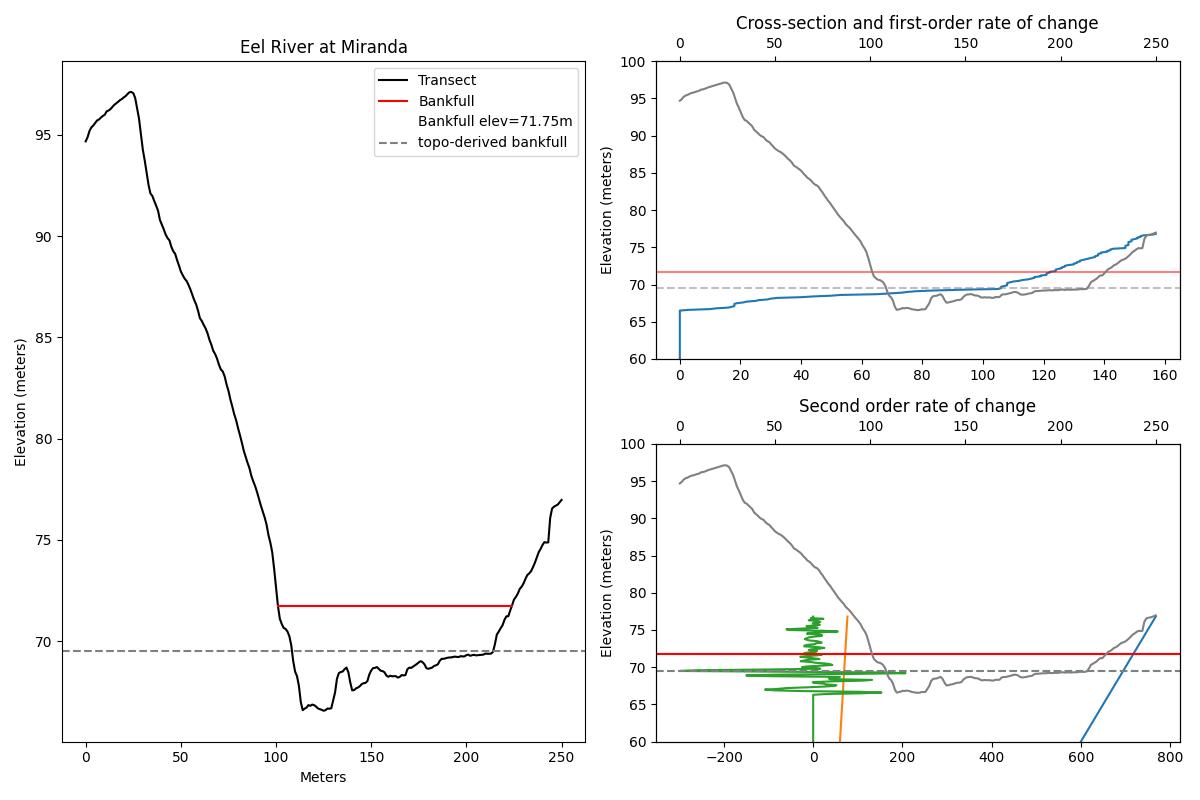 Eel River at Miranda
Transect
Bankfull
Bankfull elev=71.75m
topo-derived bankfull
Elevation (meters)
95
90
85
80
75
70
0 50 100 150 200 250
Meters
Cross-section and first-order rate of change
0 50 100 150 200 250
Elevation (meters)
100
95
90
85
80
75
70
65
60
0 20 40 60 80 100 120 140 160
Second order rate of change
0 50 100 150 200 250
Elevation (meters)
100
95
90
85
80
75
70
65
60
−200 0 200 400 600 800